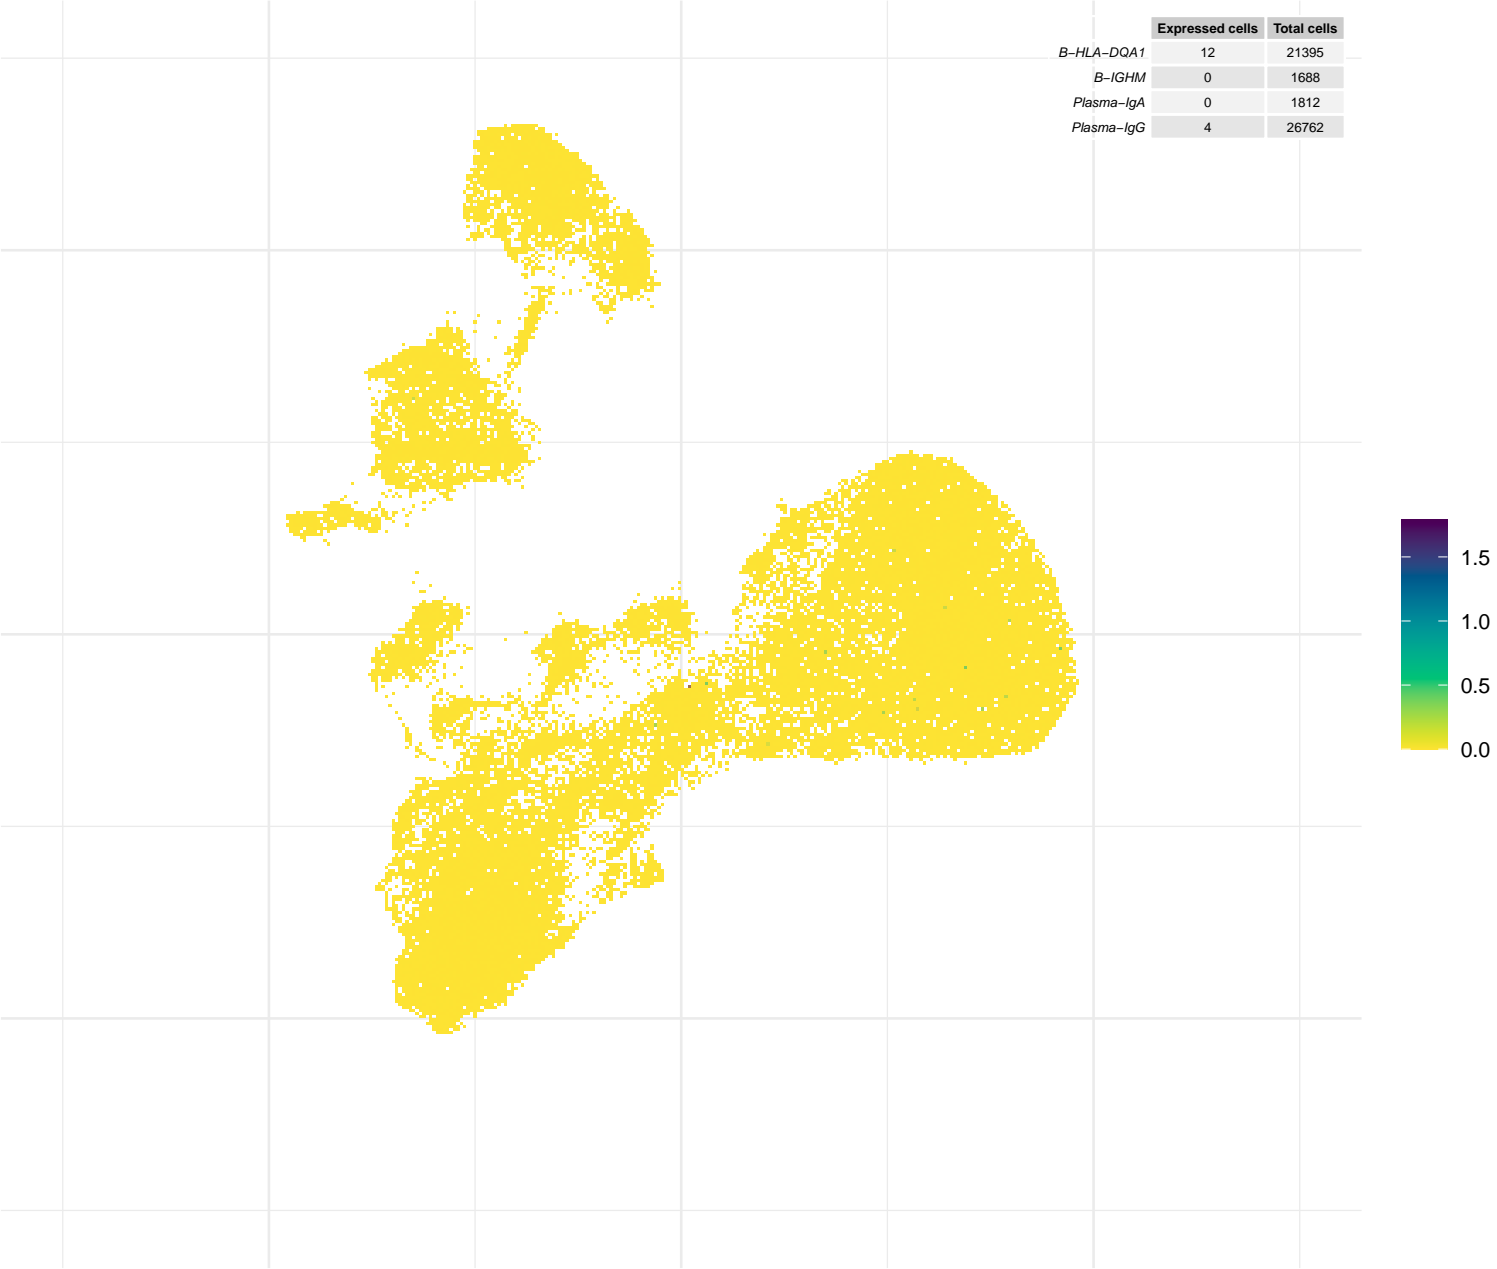 Expressed cells Total cells
B−HLA−DQA1 12 21395
B−IGHM 0 1688
Plasma−IgA 0 1812
Plasma−IgG 4 26762
1.5
1.0
0.5
0.0